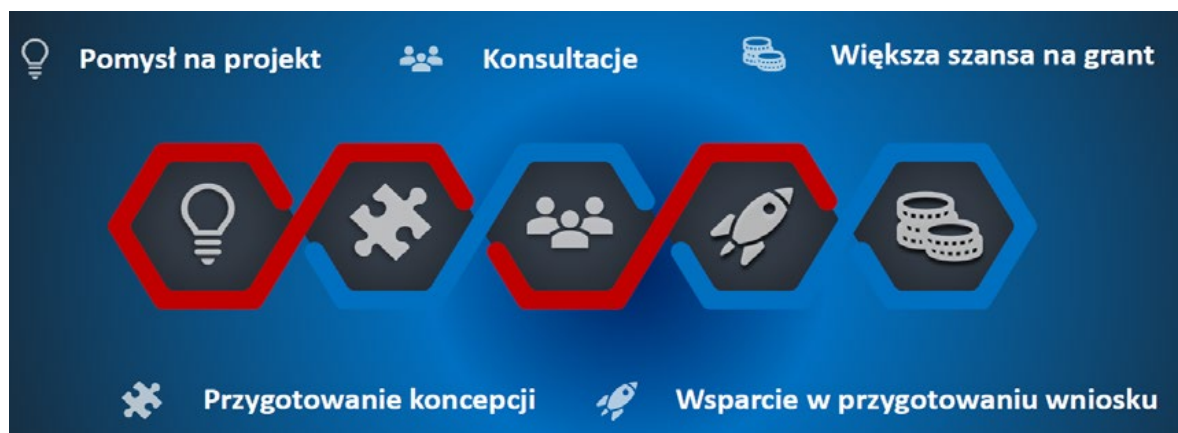 Pomysł na projekt
Konsultacje
Większa szansa na grant
Przygotowanie koncepcji
Wsparcie w przygotowaniu wniosku